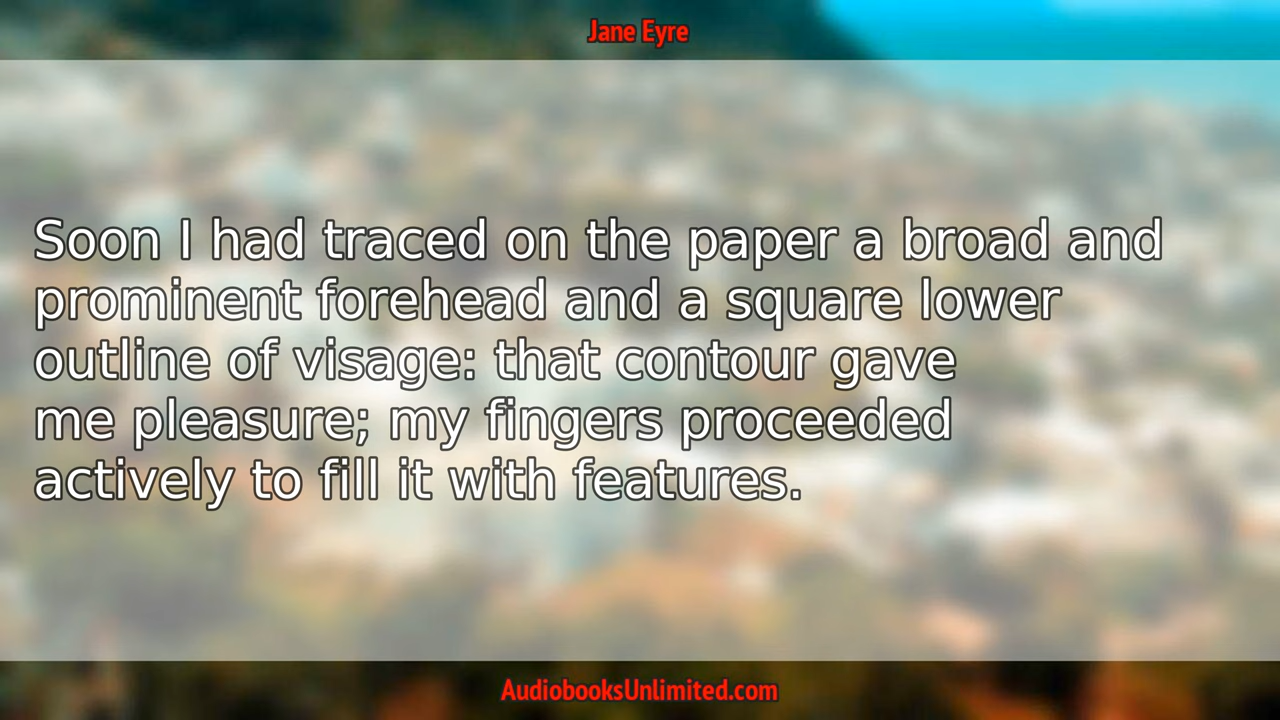 Jane Eyre
Soon I had traced on the paper a broad and
prominent forehead and a square lower
outline of visage: that contour gave
me pleasure; my fingers proceeded
actively to fill it with features.
AudiobooksUnlimited.com